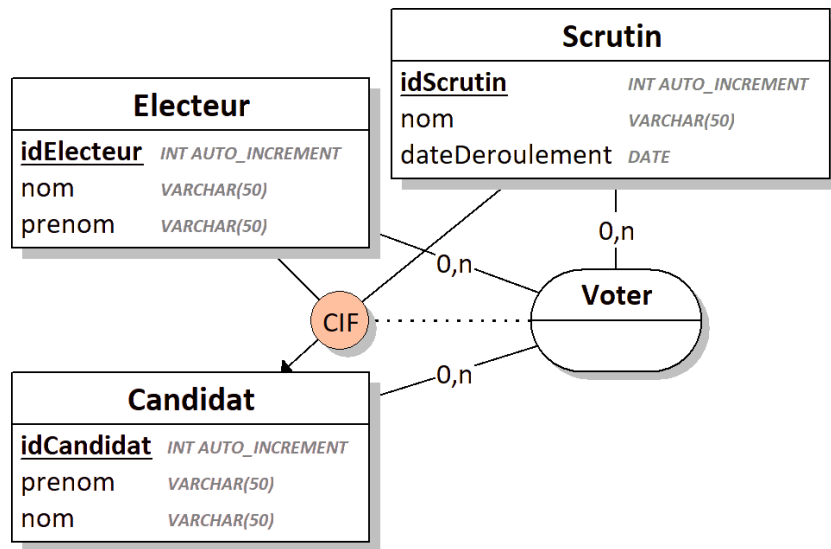 Scrutin
idScrutin INT AUTO_INCREMENT
nom VARCHAR(50)
dateDeroulement DATE
Electeur
idElecteur INT AUTO_INCREMENT
nom VARCHAR(50)
prenom VARCHAR(50)
0,n
0,n
Voter
CIF
0,n
Candidat
idCandidat INT AUTO_INCREMENT
prenom VARCHAR(50)
nom VARCHAR(50)